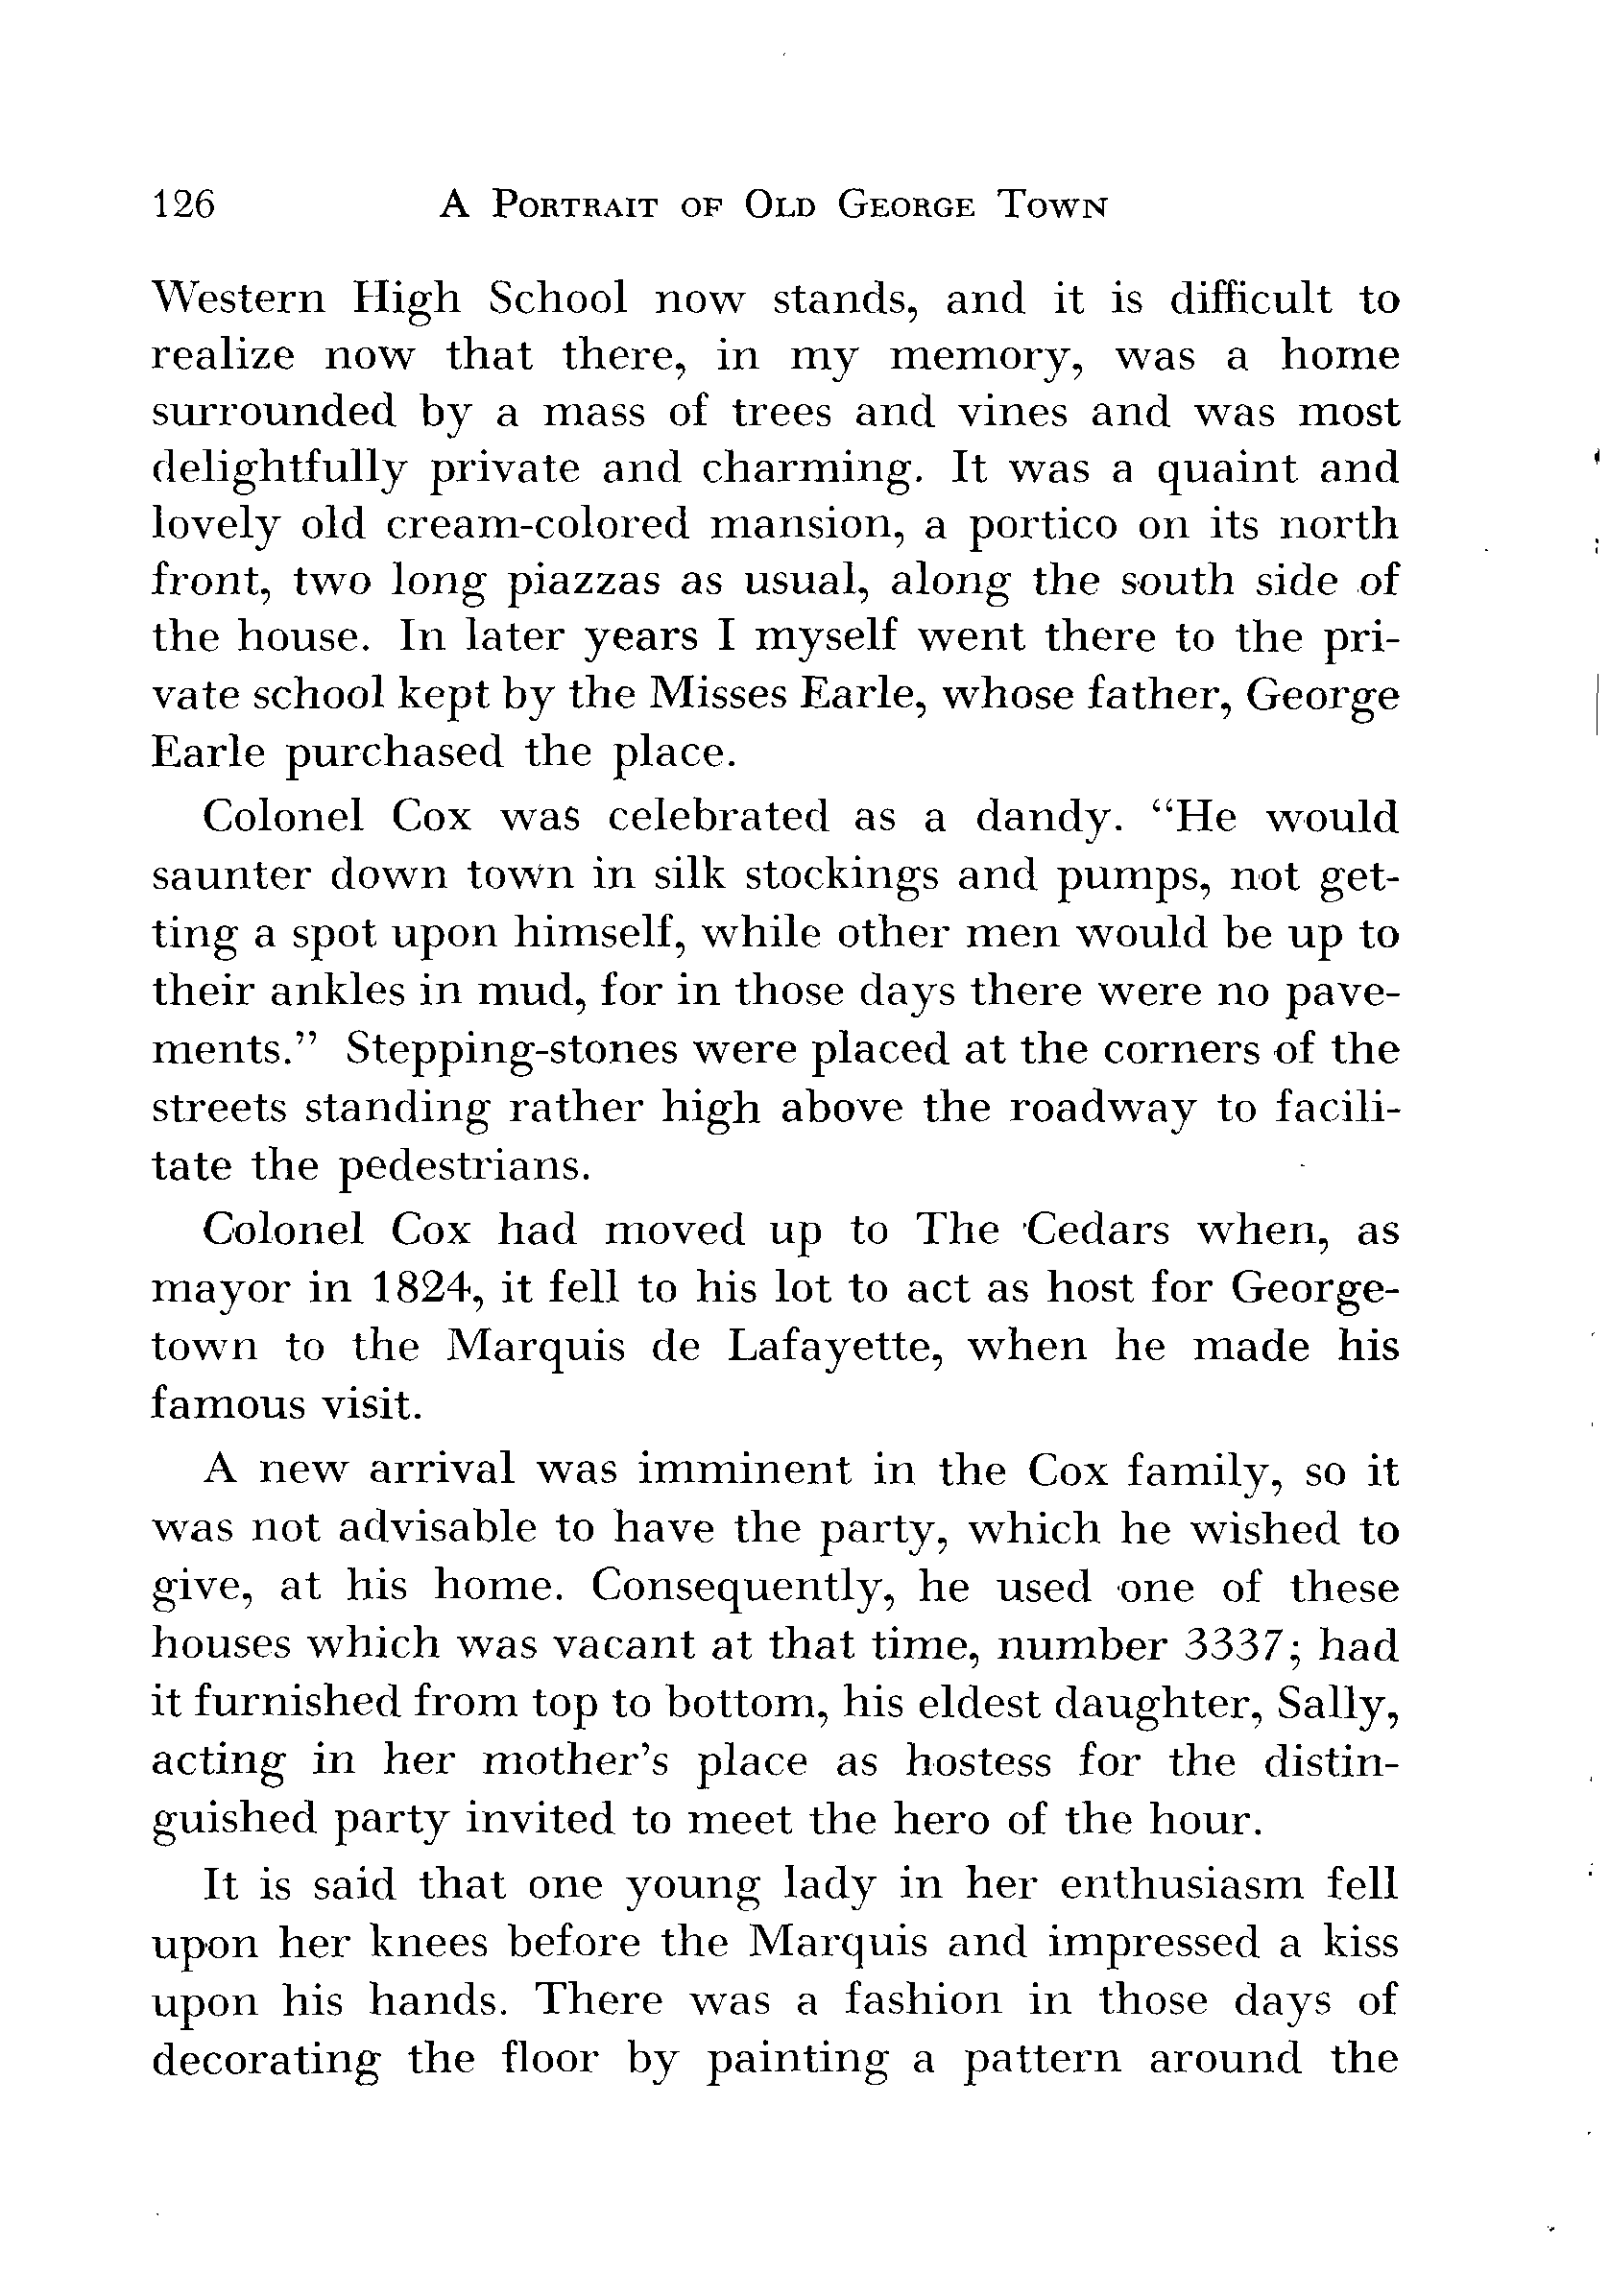 126 A PORTRAIT OF OLD GEORGE TOWN
Western High School now stands, and it is difficult to
realize now that there, in my memory, was a home
surrounded by a mass of trees and vines and was most
delightfully private and charming. It was a quaint and
lovely old cream-colored mansion, a portico on its north
front, two long piazzas as usual, along the south side of
the house. In later years I myself went there to the pri-
vate school kept by the Misses Earle, whose father, George
Earle purchased the place.
Colonel Cox was celebrated as a dandy. “He would
saunter down town in silk stockings and pumps, not get-
ting a spot upon himself, while other men would be up to
their ankles in mud, for in those days there were no pave-
ments.” Stepping-stones were placed at the corners of the
streets standing rather high above the roadway to facili-
tate the pedestrians.
Colonel Cox had moved up to The Cedars when, as
mayor in 1824, it fell to his lot to act as host for George-
town to the Marquis de Lafayette, when he made his
famous visit.
A new arrival was imminent in the Cox family, so it
was not advisable to have the party, which he wished to
give, at his home. Consequently, he used one of these
houses which was vacant at that time, number 3337; had
it furnished from top to bottom, his eldest daughter, Sally,
acting in her mother’s place as hostess for the distin-
guished party invited to meet the hero of the hour.
It is said that one young lady in her enthusiasm fell
upon her knees before the Marquis and impressed a kiss
upon his hands. There was a fashion in those days of
decorating the floor by painting a pattern around the